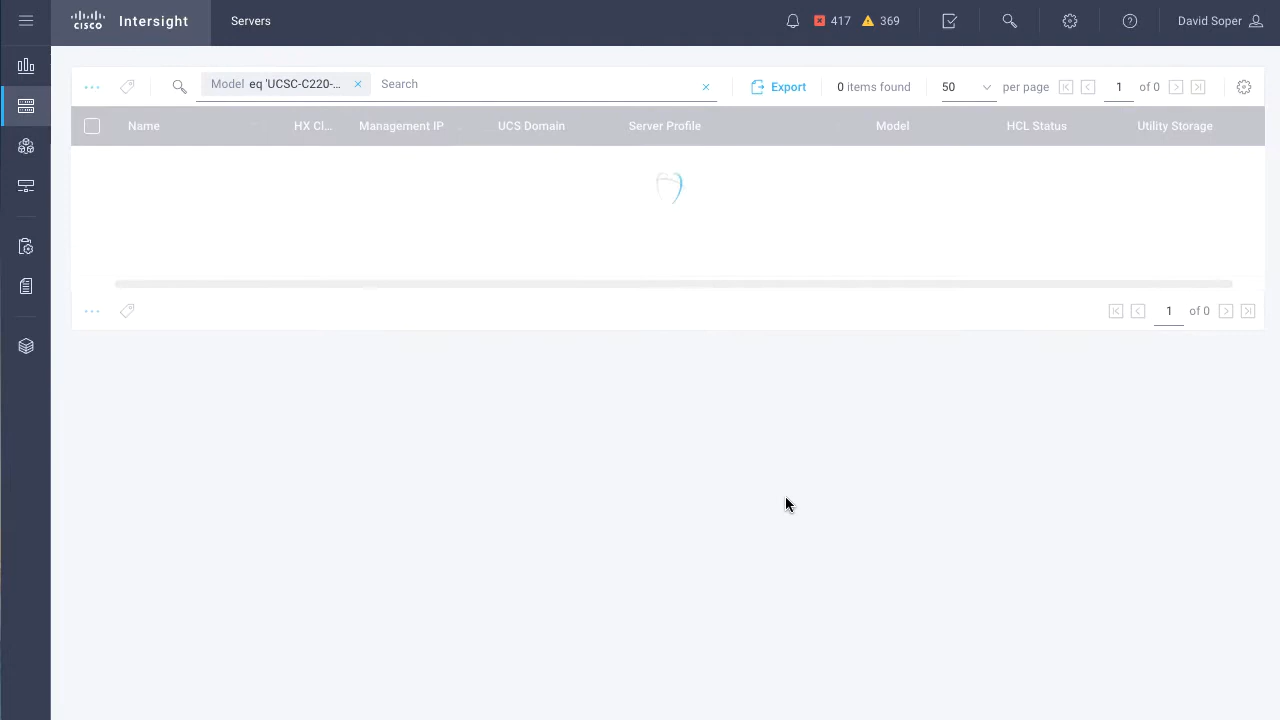 cisco Intersight Servers 417 369 David Soper
Model eq 'UCSC-C220-... Search Export 0 items found 50 per page 1 of 0
Name HX Cl... Management IP UCS Domain Server Profile Model HCL Status Utility Storage
1 of 0